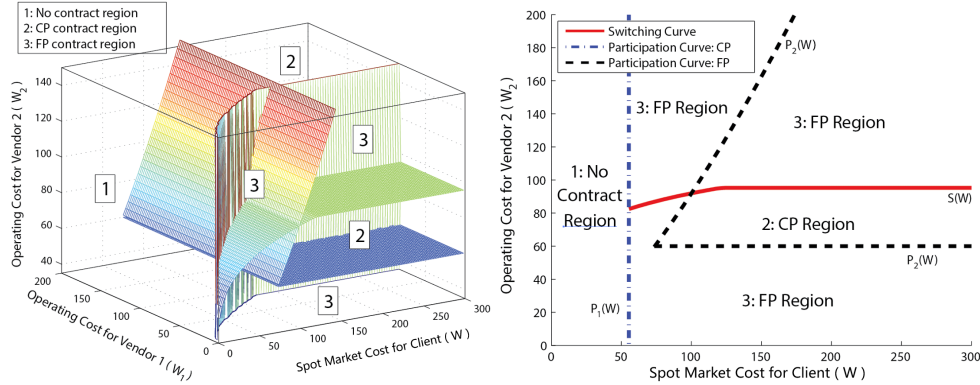 1: No contract region
2: CP contract region
3: FP contract region
Operating Cost for Vendor 2 ( W2)
140
120
100
80
60
40
200
150
100
50
0
Operating Cost for Vendor 1 ( W1)
0
50
100
150
200
250
300
Spot Market Cost for Client ( W )
1
2
3
3
2
3
Operating Cost for Vendor 2 ( W2)
200
180
160
140
120
100
80
60
40
20
0
0
50
100
150
200
250
300
Spot Market Cost for Client ( W )
Switching Curve
Participation Curve: CP
Participation Curve: FP
P2(W)
3: FP Region
3: FP Region
1: No
Contract
Region
S(W)
2: CP Region
P2(W)
P1(W)
3: FP Region